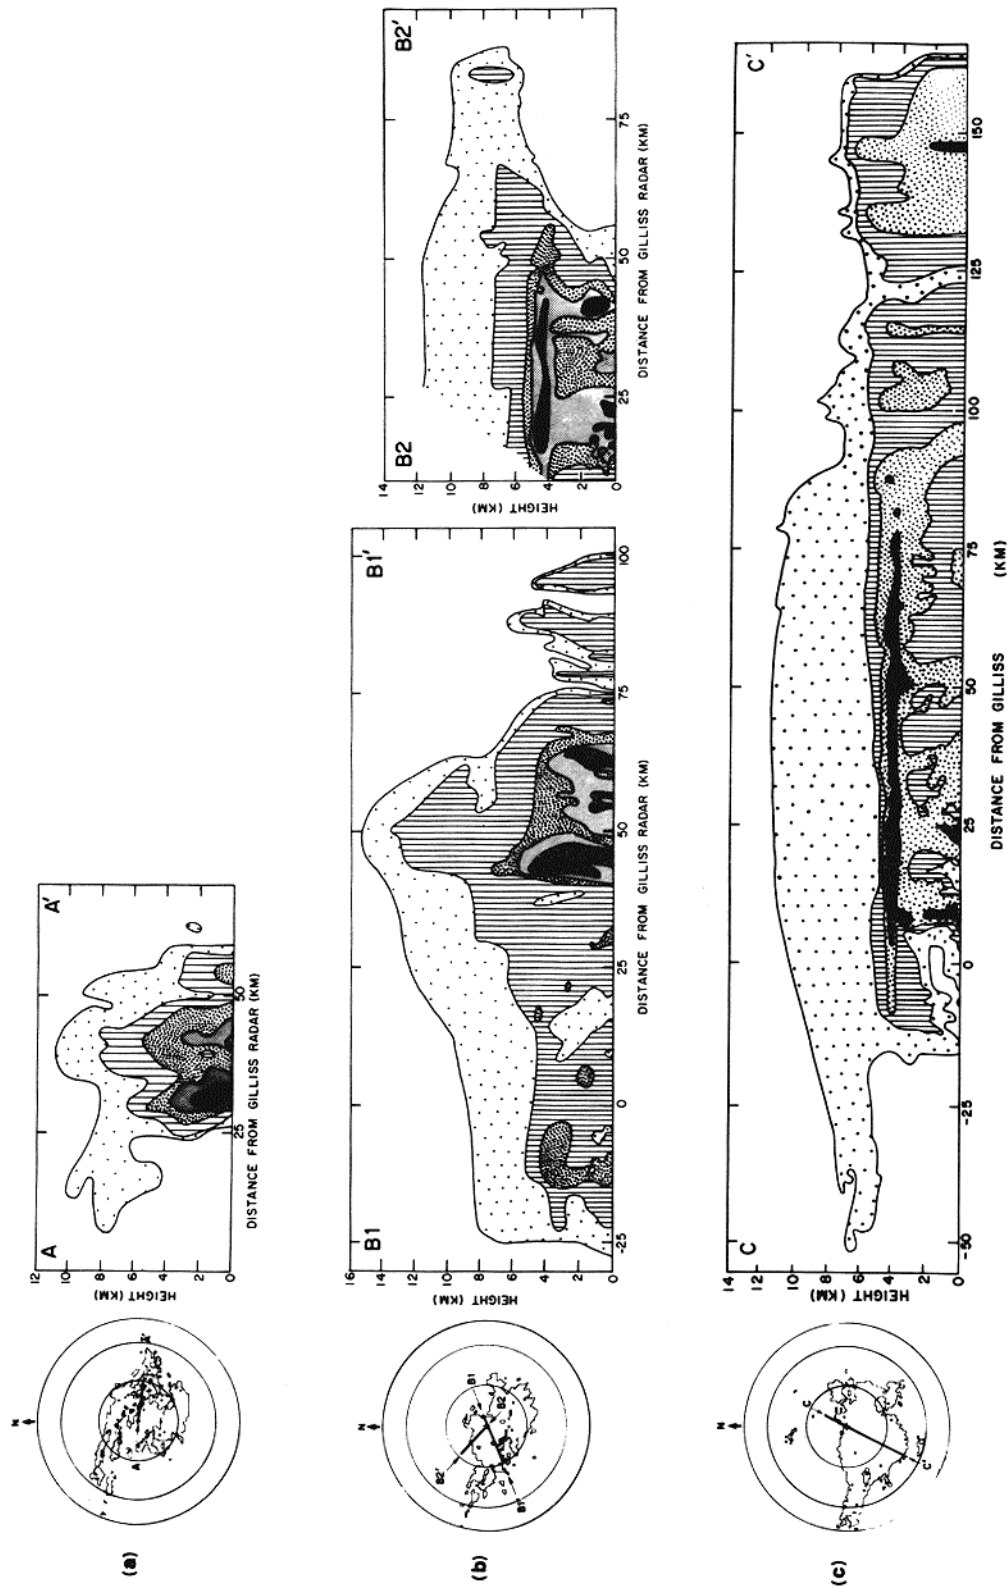 (a)
N
A
A'
A
A'
HEIGHT (KM)
12
10
8
6
4
2
0
25
50
DISTANCE FROM GILLISS RADAR (KM)
(b)
N
B1
B2
B2'
B1'
B1
B1'
HEIGHT (KM)
16
14
12
10
8
6
4
2
0
-25
0
25
50
75
100
DISTANCE FROM GILLISS RADAR (KM)
B2
B2'
HEIGHT (KM)
14
12
10
8
6
4
2
0
25
50
75
DISTANCE FROM GILLISS RADAR (KM)
(c)
N
C
C'
C
C'
HEIGHT (KM)
14
12
10
8
6
4
2
0
-50
-25
0
25
50
75
100
125
150
DISTANCE FROM GILLISS (KM)